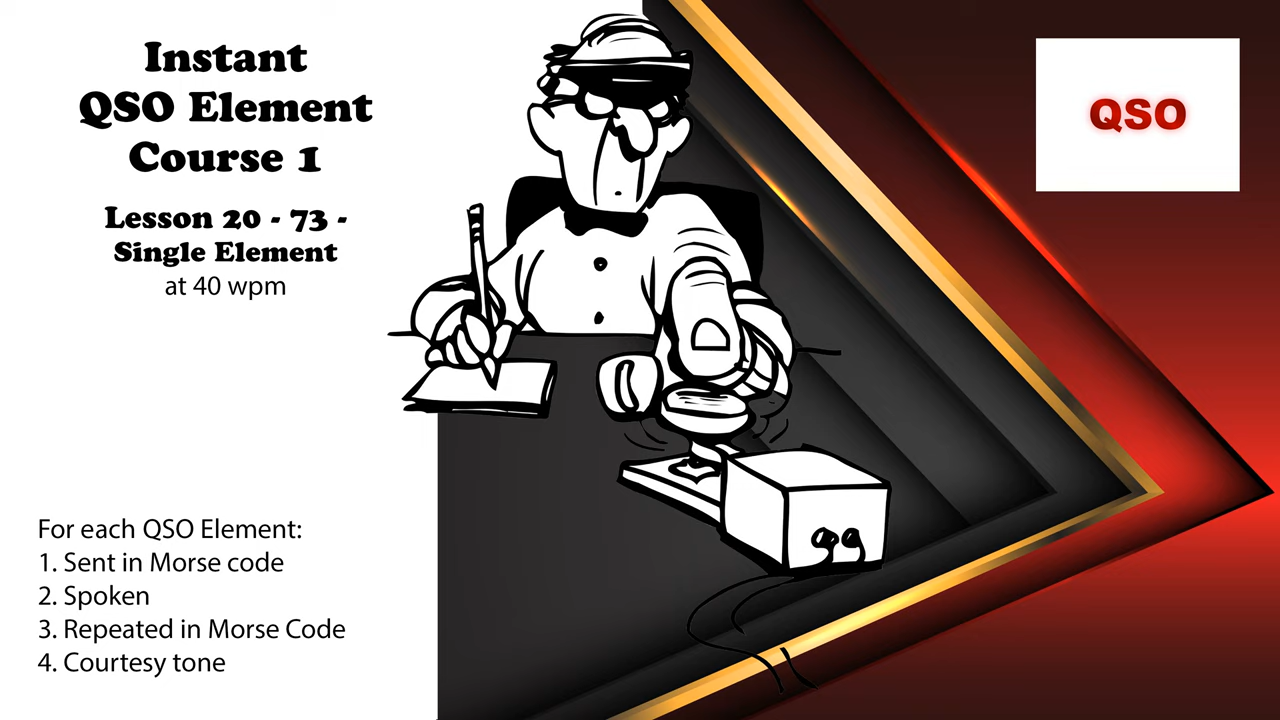 Instant
QSO Element
Course 1
Lesson 20 - 73 -
Single Element
at 40 wpm
QSO
For each QSO Element:
1. Sent in Morse code
2. Spoken
3. Repeated in Morse Code
4. Courtesy tone